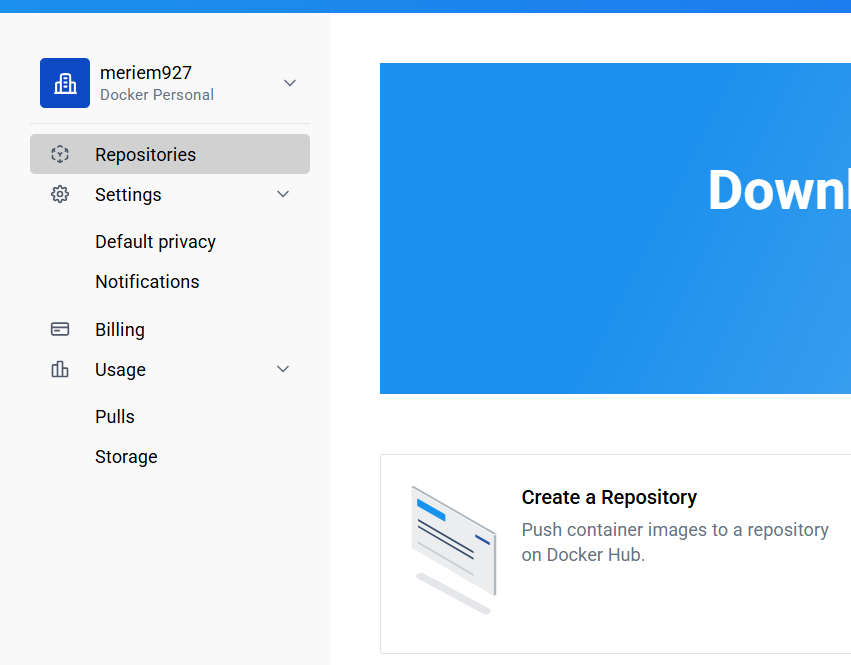 meriem927
Docker Personal
Repositories
Settings
Default privacy
Notifications
Billing
Usage
Pulls
Storage
Create a Repository
Push container images to a repository
on Docker Hub.